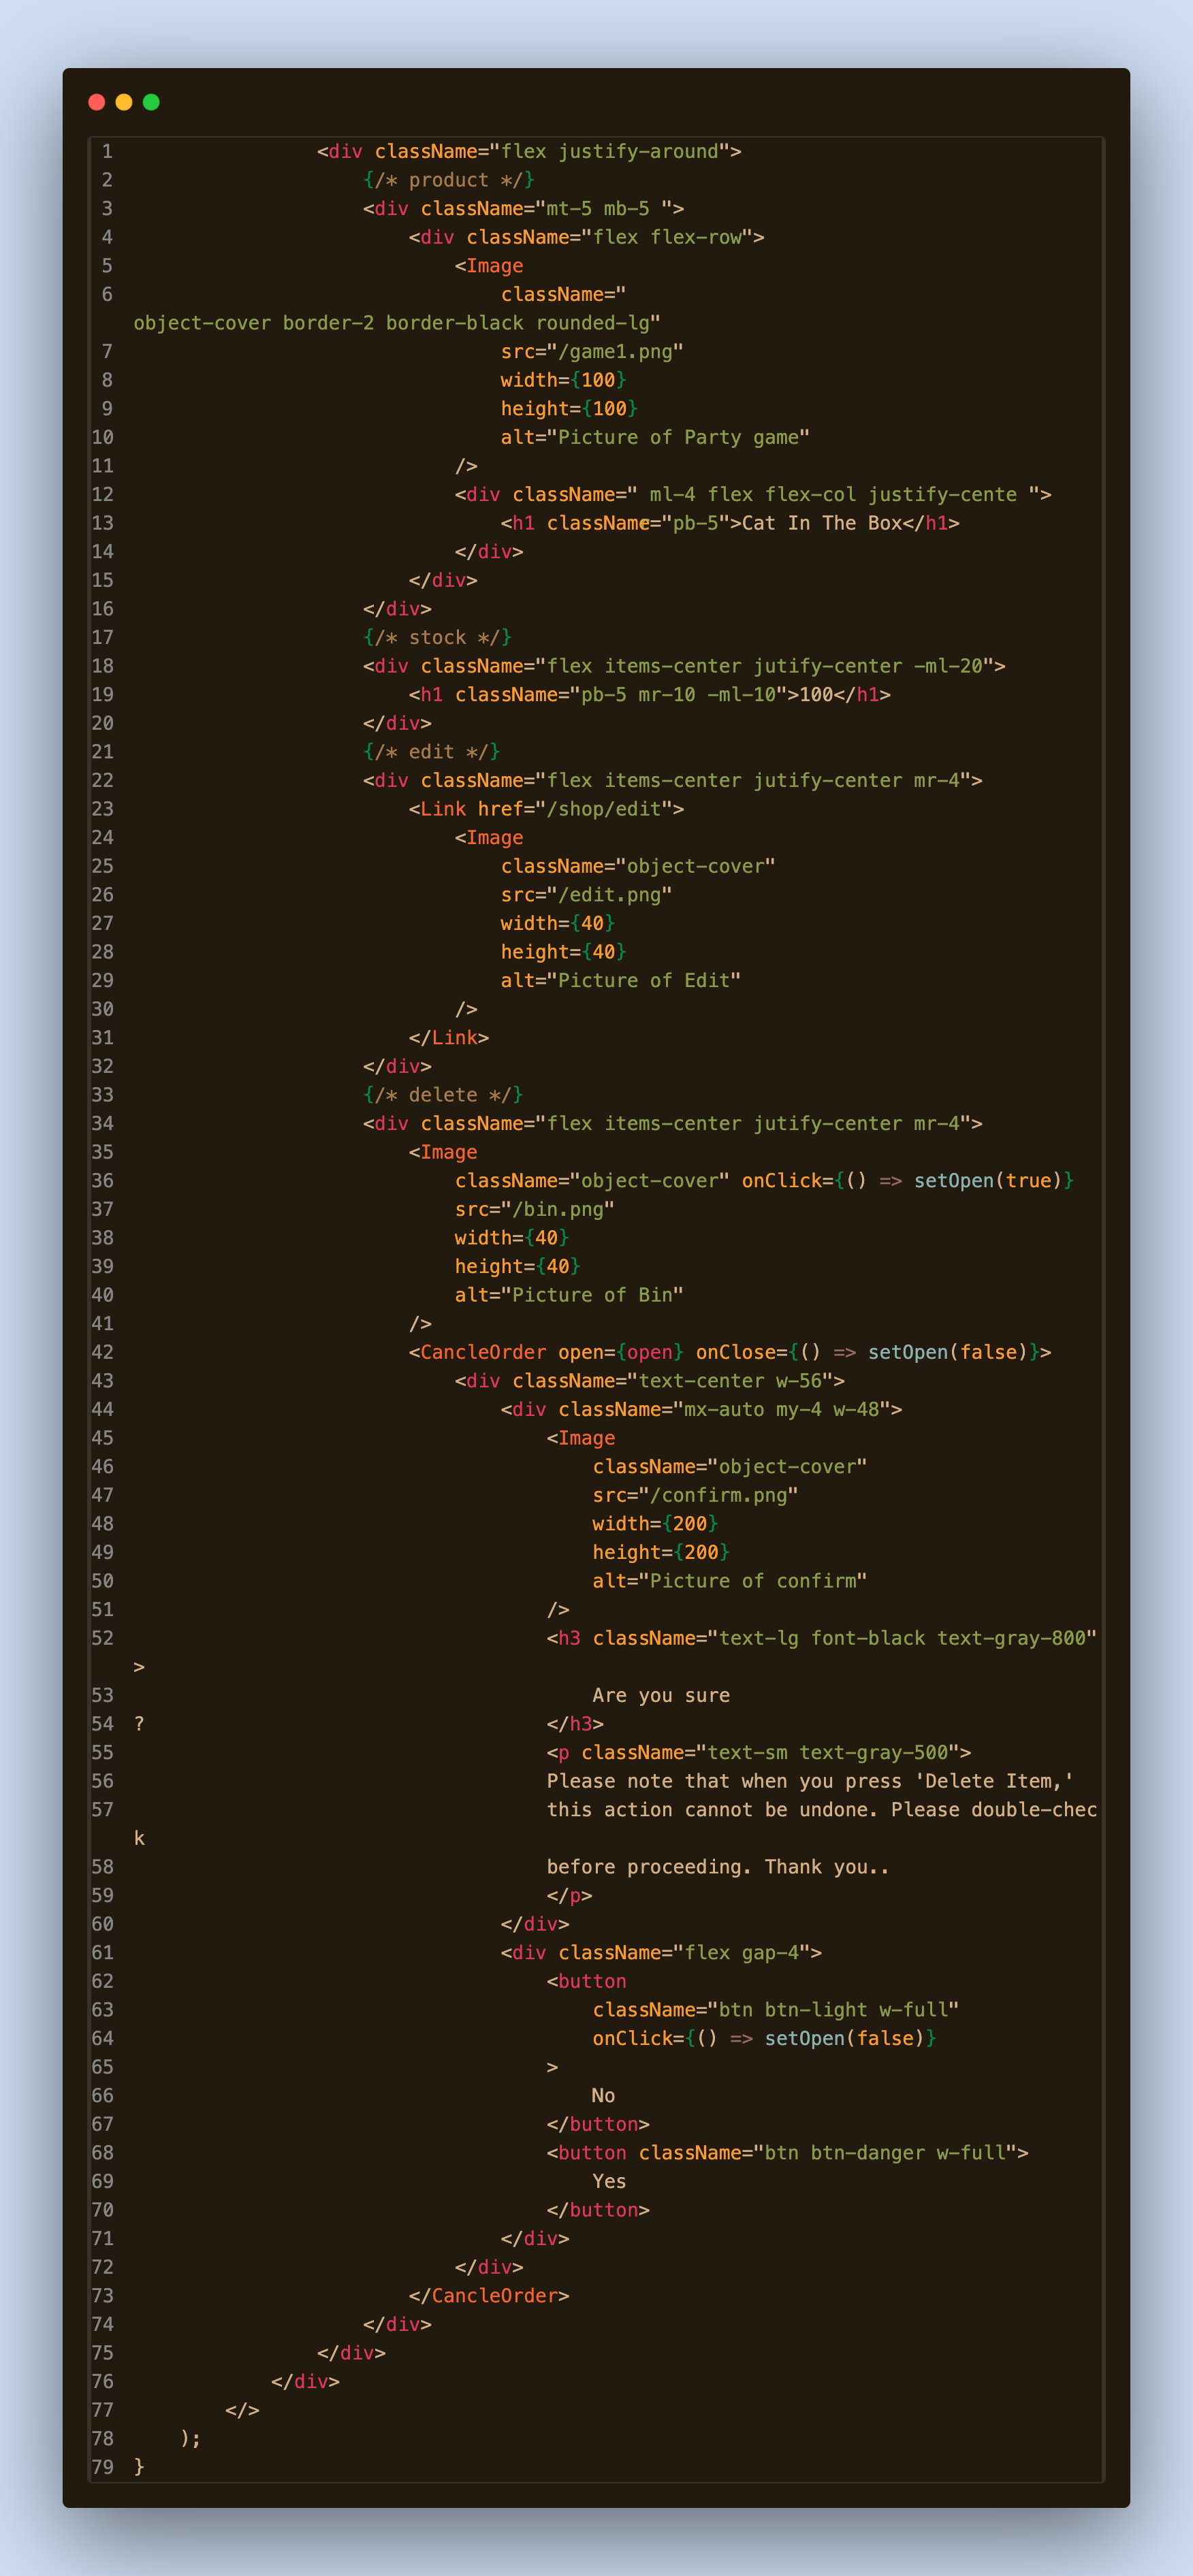 1                 <div className="flex justify-around">
2                     {/* product */}
3                     <div className="mt-5 mb-5 ">
4                         <div className="flex flex-row">
5                             <Image
6                                 className="
object-cover border-2 border-black rounded-lg"
7                                 src="/game1.png"
8                                 width={100}
9                                 height={100}
10                                 alt="Picture of Party game"
11                             />
12                             <div className=" ml-4 flex flex-col justify-cente ">
13                                 <h1 className="pb-5">Cat In The Box</h1>
14                             </div>
15                         </div>
16                     </div>
17                     {/* stock */}
18                     <div className="flex items-center jutify-center -ml-20">
19                         <h1 className="pb-5 mr-10 -ml-10">100</h1>
20                     </div>
21                     {/* edit */}
22                     <div className="flex items-center jutify-center mr-4">
23                         <Link href="/shop/edit">
24                             <Image
25                                 className="object-cover"
26                                 src="/edit.png"
27                                 width={40}
28                                 height={40}
29                                 alt="Picture of Edit"
30                             />
31                         </Link>
32                     </div>
33                     {/* delete */}
34                     <div className="flex items-center jutify-center mr-4">
35                         <Image
36                             className="object-cover" onClick={() => setOpen(true)}
37                             src="/bin.png"
38                             width={40}
39                             height={40}
40                             alt="Picture of Bin"
41                         />
42                         <CancleOrder open={open} onClose={() => setOpen(false)}>
43                             <div className="text-center w-56">
44                                 <div className="mx-auto my-4 w-48">
45                                     <Image
46                                         className="object-cover"
47                                         src="/confirm.png"
48                                         width={200}
49                                         height={200}
50                                         alt="Picture of confirm"
51                                     />
52                                     <h3 className="text-lg font-black text-gray-800"
>
53                                         Are you sure
54 ?                                   </h3>
55                                     <p className="text-sm text-gray-500">
56                                     Please note that when you press 'Delete Item,'
57                                     this action cannot be undone. Please double-chec
k
58                                     before proceeding. Thank you..
59                                     </p>
60                                 </div>
61                                 <div className="flex gap-4">
62                                     <button
63                                         className="btn btn-light w-full"
64                                         onClick={() => setOpen(false)}
65                                     >
66                                         No
67                                     </button>
68                                     <button className="btn btn-danger w-full">
69                                         Yes
70                                     </button>
71                                 </div>
72                             </div>
73                         </CancleOrder>
74                     </div>
75                 </div>
76             </div>
77         </>
78     );
79 }